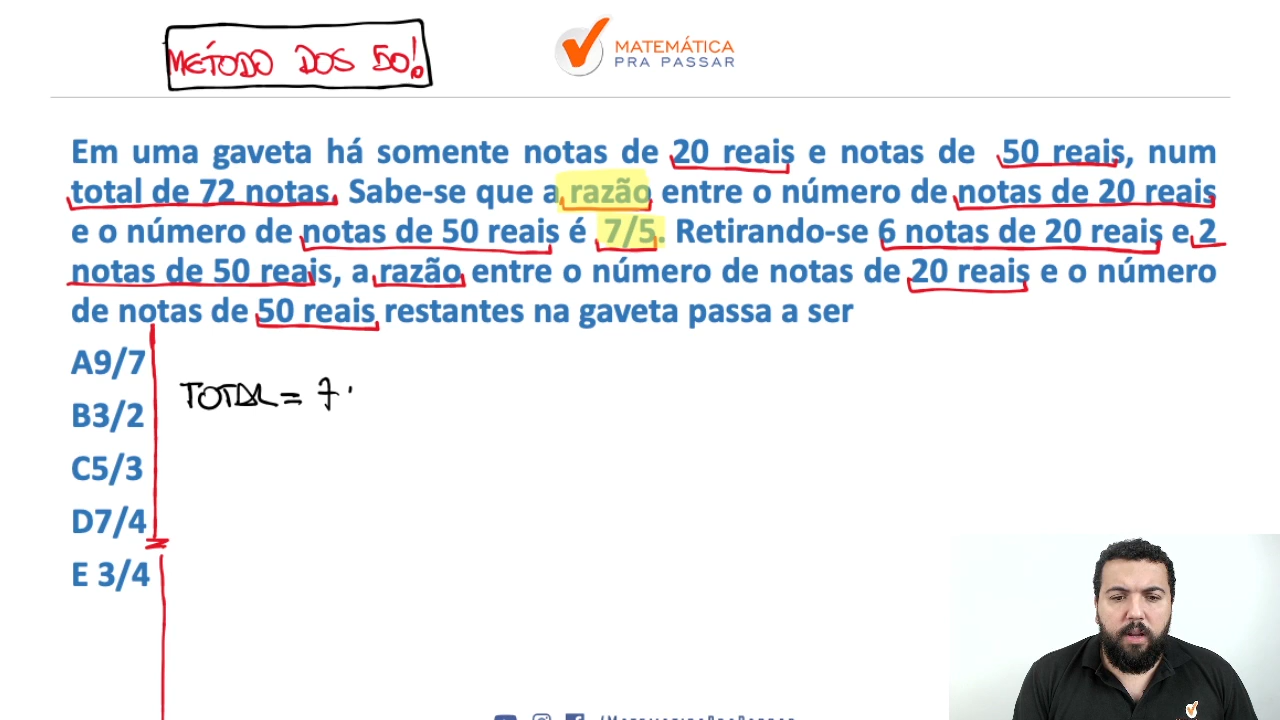 MÉTODO DOS 50!
MATEMÁTICA
PRA PASSAR
Em uma gaveta há somente notas de 20 reais e notas de 50 reais, num
total de 72 notas. Sabe-se que a razão entre o número de notas de 20 reais
e o número de notas de 50 reais é 7/5. Retirando-se 6 notas de 20 reais e 2
notas de 50 reais, a razão entre o número de notas de 20 reais e o número
de notas de 50 reais restantes na gaveta passa a ser
A9/7
B3/2
C5/3
D7/4
E 3/4
TOTAL = 7